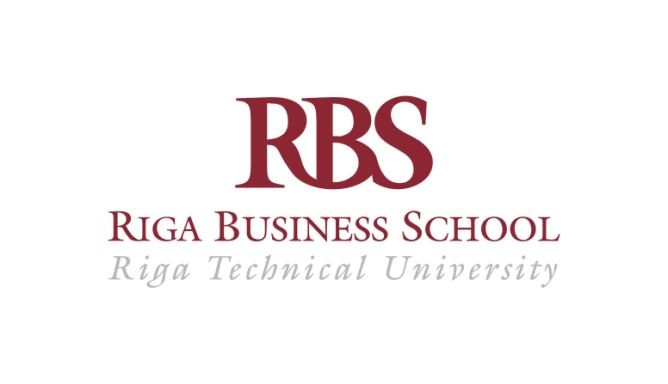 RBS
RIGA BUSINESS SCHOOL
Riga Technical University